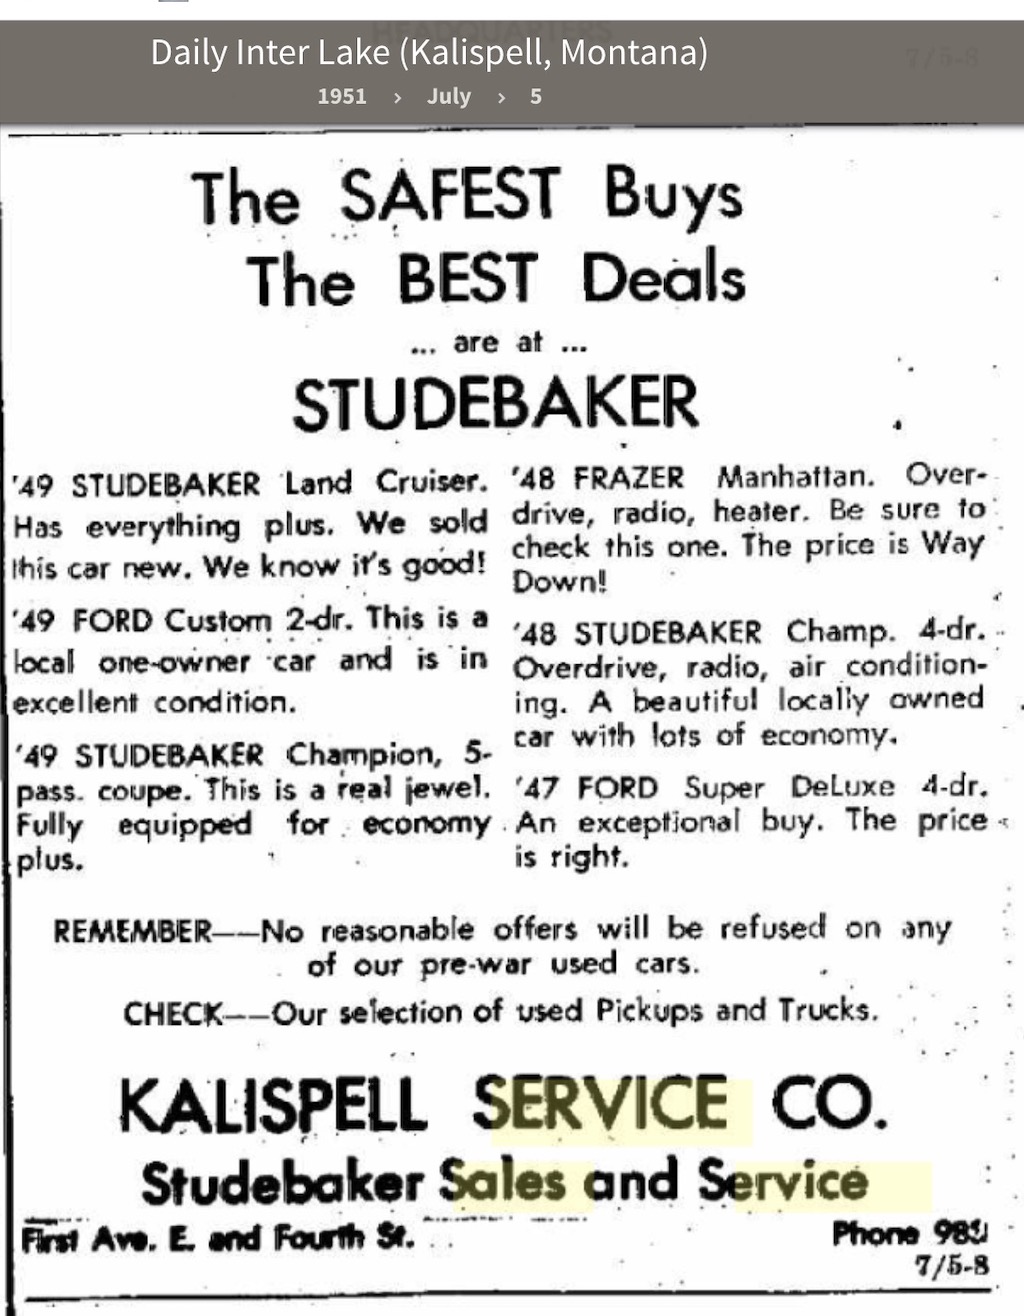 HEADQUARTERS
7/5-8
Daily Inter Lake (Kalispell, Montana)
1951 › July › 5
The SAFEST Buys
The BEST Deals
... are at ...
STUDEBAKER
'49 STUDEBAKER Land Cruiser.
Has everything plus. We sold
this car new. We know it's good!
'49 FORD Custom 2-dr. This is a
local one-owner car and is in
excellent condition.
'49 STUDEBAKER Champion, 5-
pass. coupe. This is a real jewel.
Fully equipped for economy
plus.
'48 FRAZER Manhattan. Over-
drive, radio, heater. Be sure to
check this one. The price is Way
Down!
'48 STUDEBAKER Champ. 4-dr.
Overdrive, radio, air condition-
ing. A beautiful locally owned
car with lots of economy.
'47 FORD Super DeLuxe 4-dr.
An exceptional buy. The price
is right.
REMEMBER——No reasonable offers will be refused on any
of our pre-war used cars.
CHECK——Our selection of used Pickups and Trucks.
KALISPELL SERVICE CO.
Studebaker Sales and Service
First Ave. E. and Fourth St.
Phone
7/5-8